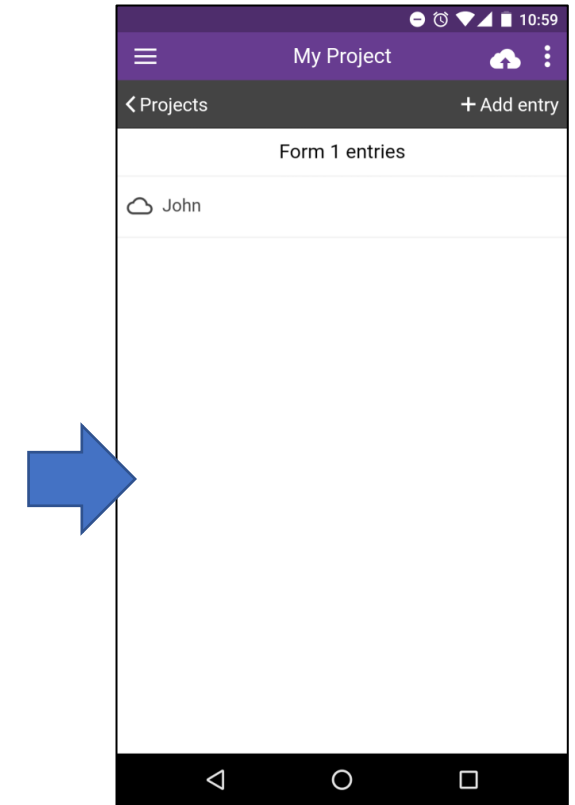 10:59
My Project
Projects
+ Add entry
Form 1 entries
John